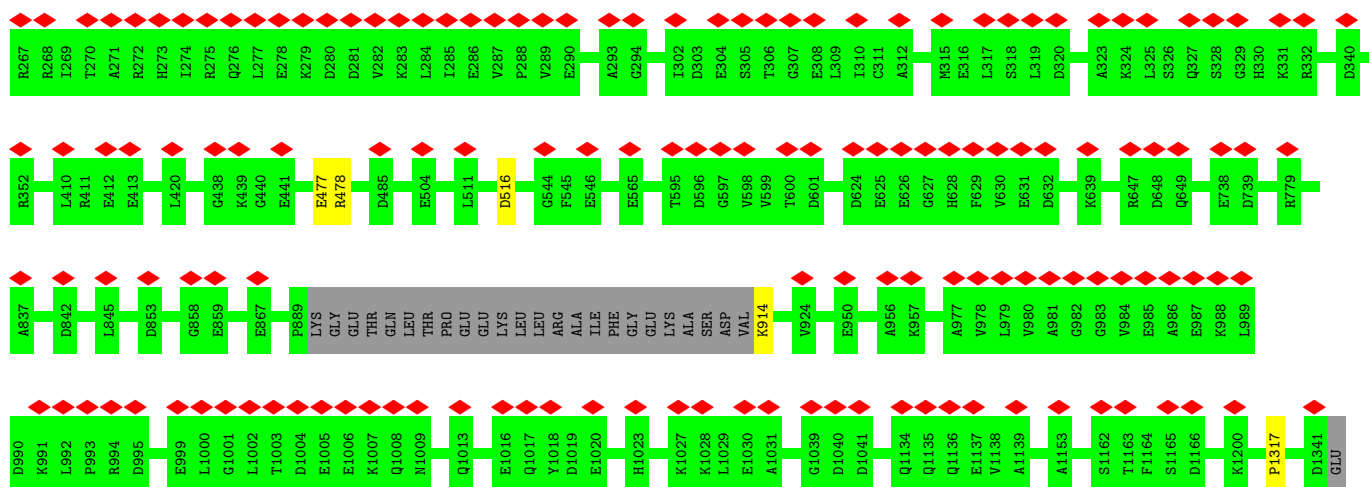 R267 R268 I269 T270 A271 R272 H273 I274 R275 Q276 L277 E278 K279 D280 D281 V282 K283 L284 I285 E286 V287 P288 V289 E290 A293 G294 I302 D303 E304 S305 T306 G307 E308 L309 I310 C311 A312 M315 E316 L317 S318 L319 D320 A323 K324 L325 S326 Q327 S328 G329 H330 K331 R332 D340
R352 L410 R411 E412 E413 L420 G438 K439 G440 E441 E477 R478 D485 E504 L511 D516 G544 F545 E546 E565 T595 D596 G597 V598 V599 T600 D601 D624 E625 E626 G627 H628 F629 V630 E631 D632 K639 R647 D648 Q649 E738 D739 R779
A837 D842 L845 D853 G858 E859 E867 P889 LYS GLY GLU THR GLN LEU THR PRO GLU GLU LYS LEU LEU ARG ALA ILE PHE GLY GLU LYS ALA SER ASP VAL K914 V924 E950 A956 K957 A977 V978 L979 V980 A981 G982 G983 V984 E985 A986 E987 K988 L989
D990 K991 L992 P993 R994 D995 E999 L1000 G1001 L1002 T1003 D1004 E1005 E1006 K1007 Q1008 N1009 Q1013 E1016 Q1017 Y1018 D1019 E1020 H1023 K1027 K1028 L1029 E1030 A1031 G1039 D1040 D1041 Q1134 Q1135 Q1136 E1137 V1138 A1139 A1153 S1162 T1163 F1164 S1165 D1166 K1200 P1317 D1341 GLU